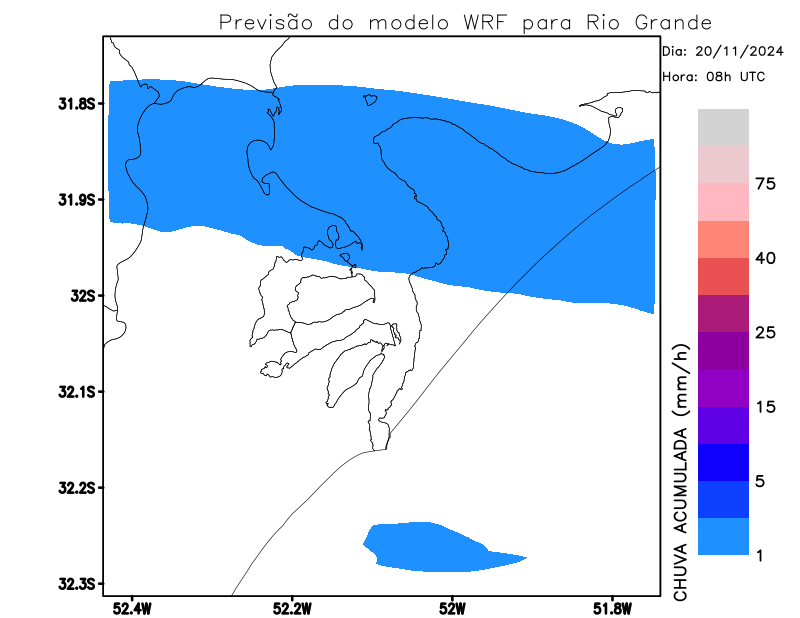 Previsão do modelo WRF para Rio Grande
Dia: 20/11/2024
Hora: 08h UTC
31.8S
31.9S
32S
32.1S
32.2S
32.3S
52.4W
52.2W
52W
51.8W
75
40
25
15
5
1
CHUVA ACUMULADA (mm/h)